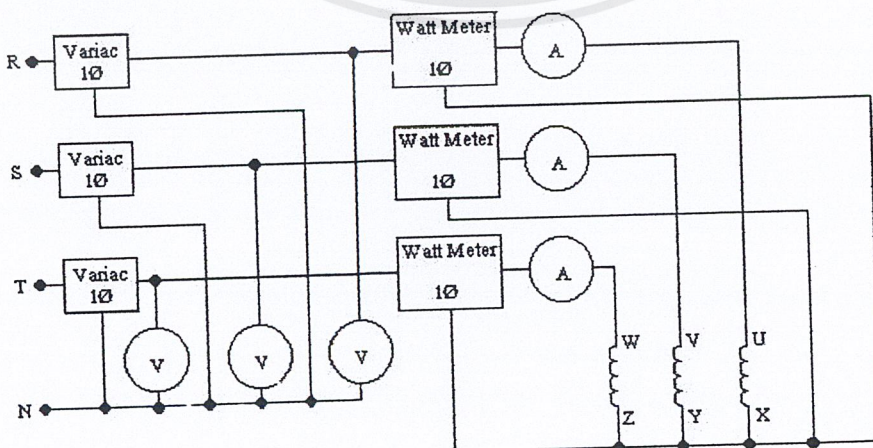 R
Variac
1Ø
Watt Meter
1Ø
A
S
Variac
1Ø
Watt Meter
1Ø
A
T
Variac
1Ø
Watt Meter
1Ø
A
V
V
V
W
V
U
N
Z
Y
X